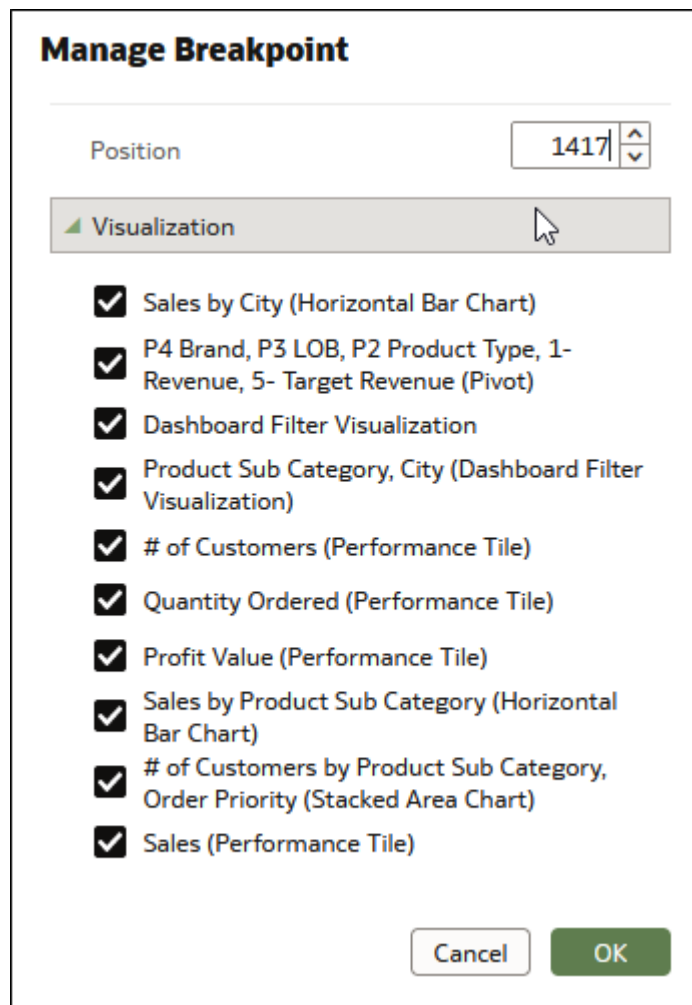 Manage Breakpoint
Position
1417
Visualization
Sales by City (Horizontal Bar Chart)
P4 Brand, P3 LOB, P2 Product Type, 1-
Revenue, 5- Target Revenue (Pivot)
Dashboard Filter Visualization
Product Sub Category, City (Dashboard Filter
Visualization)
# of Customers (Performance Tile)
Quantity Ordered (Performance Tile)
Profit Value (Performance Tile)
Sales by Product Sub Category (Horizontal
Bar Chart)
# of Customers by Product Sub Category,
Order Priority (Stacked Area Chart)
Sales (Performance Tile)
Cancel
OK